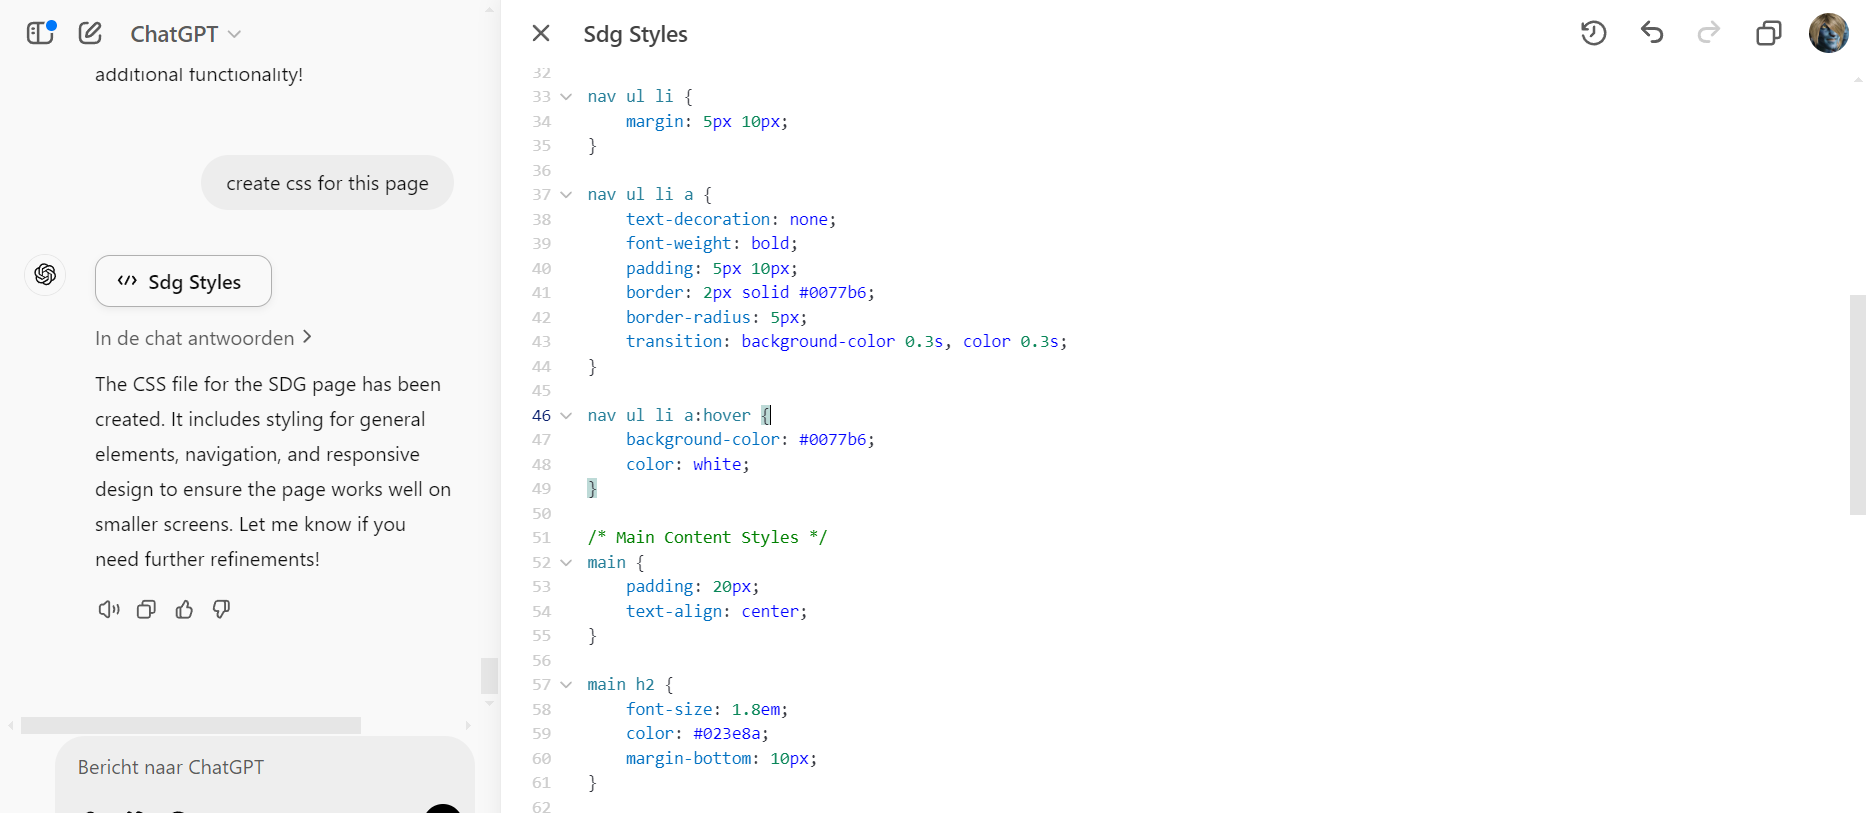 ChatGPT
additional functionality!
create css for this page
Sdg Styles
In de chat antwoorden
The CSS file for the SDG page has been
created. It includes styling for general
elements, navigation, and responsive
design to ensure the page works well on
smaller screens. Let me know if you
need further refinements!
Bericht naar ChatGPT
Sdg Styles
32
33 nav ul li {
34 margin: 5px 10px;
35 }
36
37 nav ul li a {
38 text-decoration: none;
39 font-weight: bold;
40 padding: 5px 10px;
41 border: 2px solid #0077b6;
42 border-radius: 5px;
43 transition: background-color 0.3s, color 0.3s;
44 }
45
46 nav ul li a:hover {
47 background-color: #0077b6;
48 color: white;
49 }
50
51 /* Main Content Styles */
52 main {
53 padding: 20px;
54 text-align: center;
55 }
56
57 main h2 {
58 font-size: 1.8em;
59 color: #023e8a;
60 margin-bottom: 10px;
61 }
62